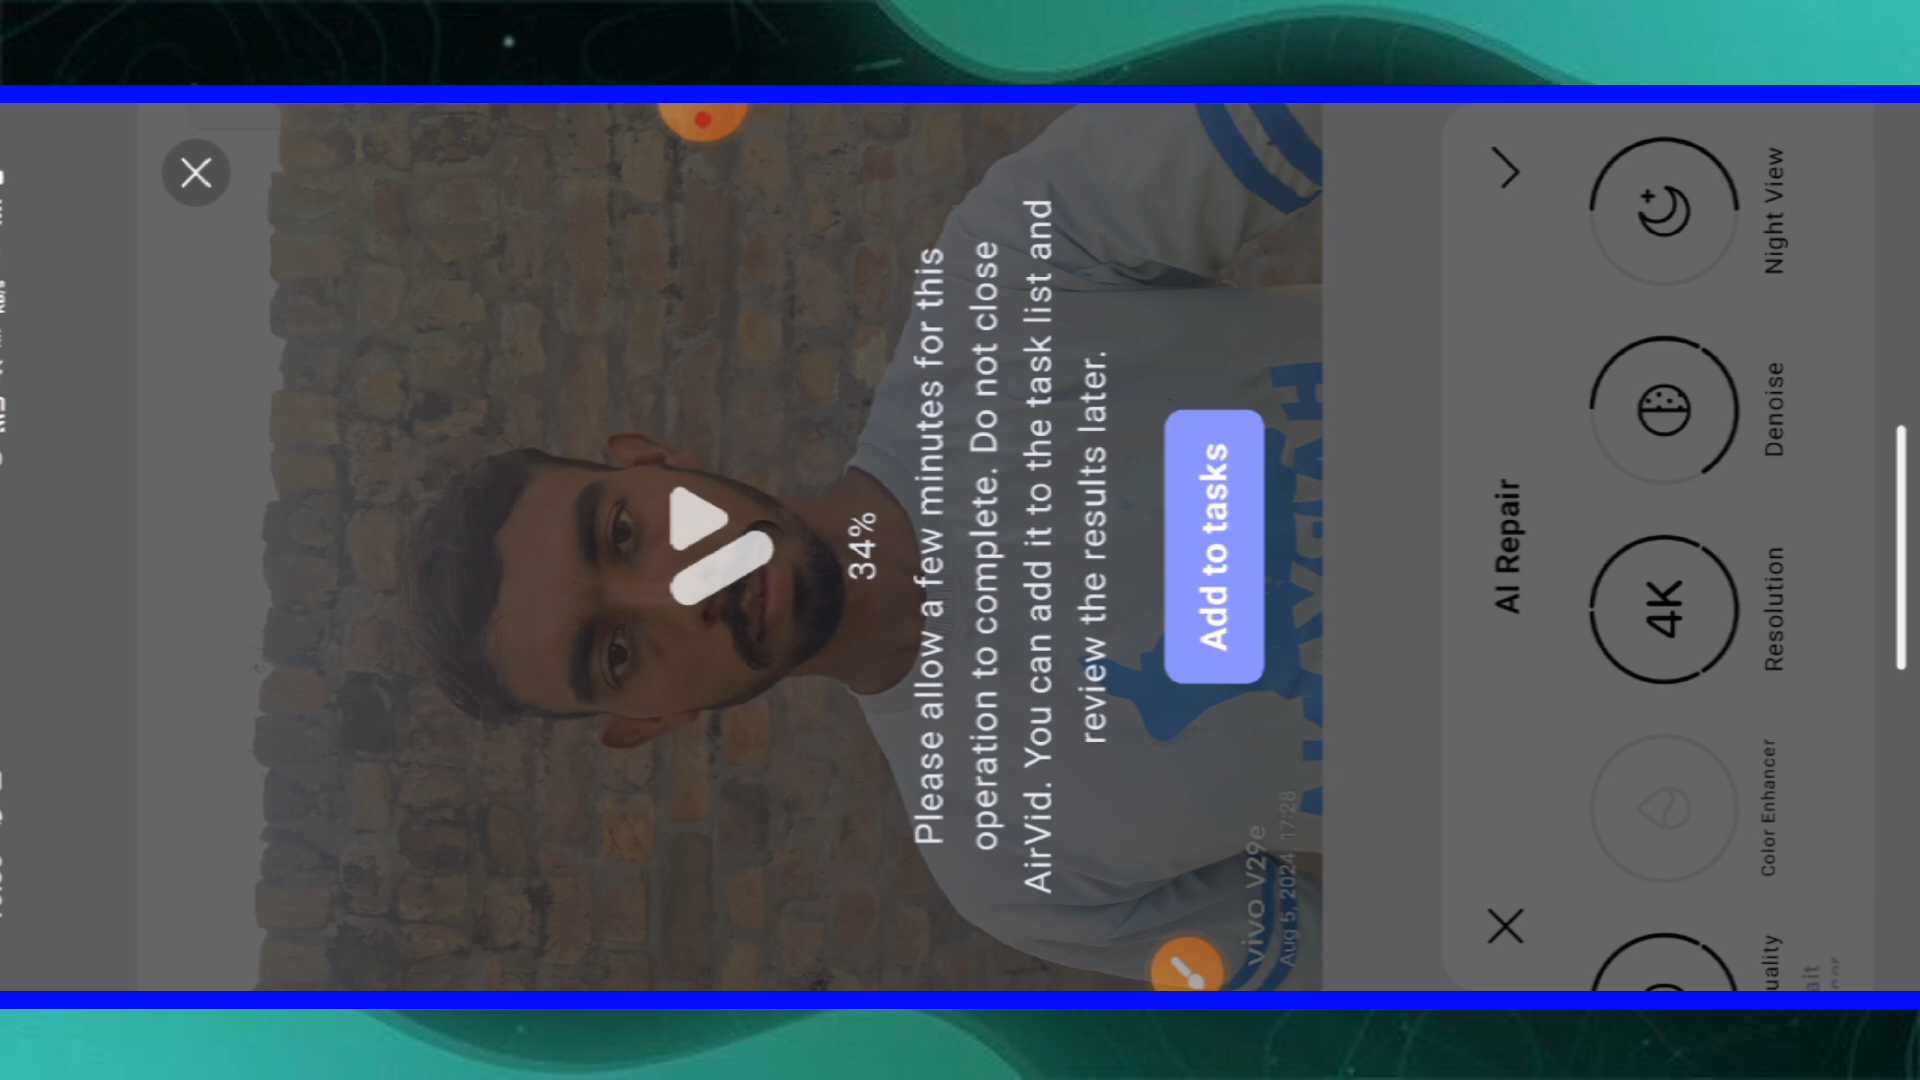 34%
Please allow a few minutes for this
operation to complete. Do not close
AirVid. You can add it to the task list and
review the results later.
Add to tasks
vivo V29e
Aug 5, 2024, 17:28
AI Repair
4K
Resolution
Denoise
Night View
Color Enhancer